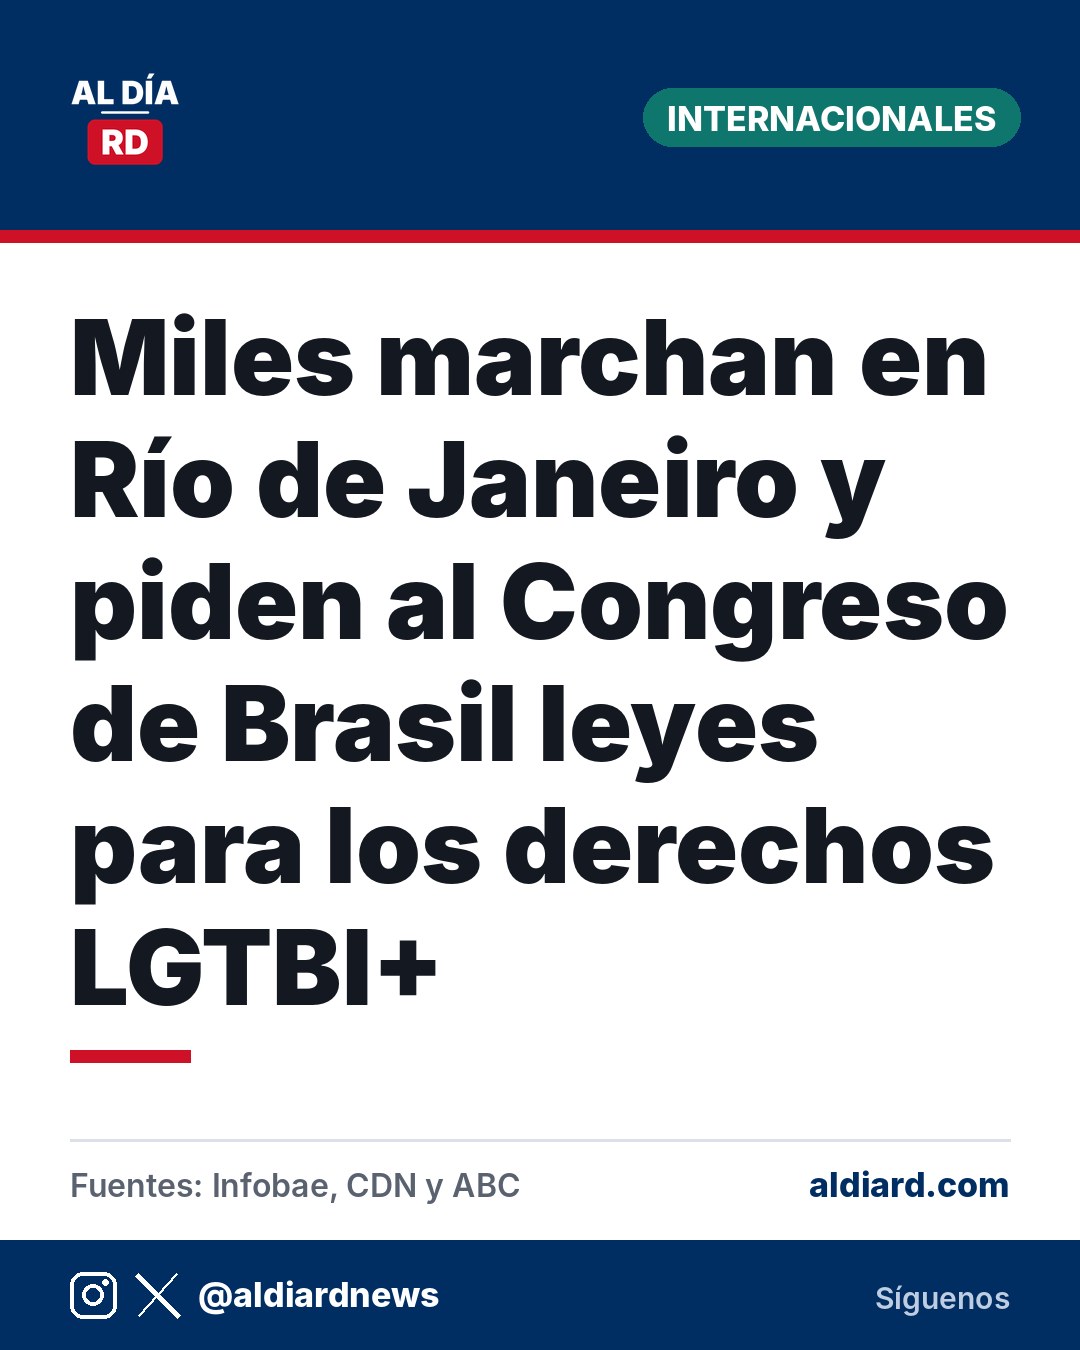 AL DÍA
RD
INTERNACIONALES
Miles marchan en
Río de Janeiro y
piden al Congreso
de Brasil leyes
para los derechos
LGTBI+
Fuentes: Infobae, CDN y ABC
aldiard.com
@aldiardnews
Síguenos